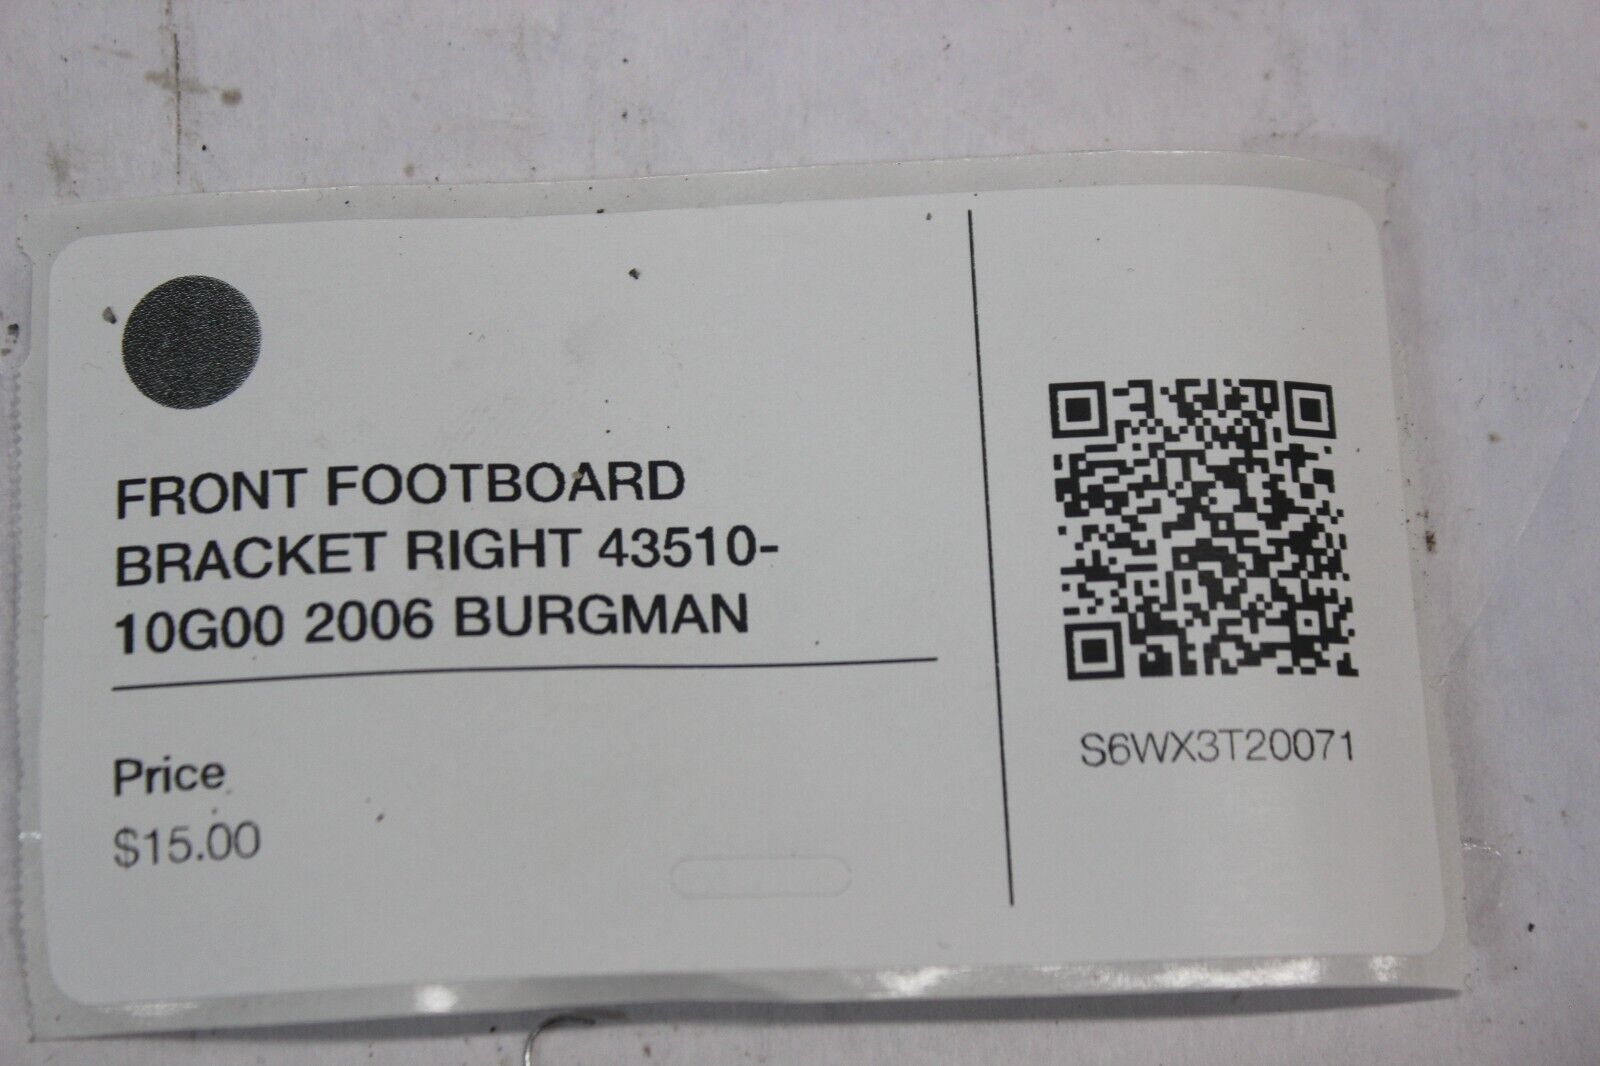 FRONT FOOTBOARD
BRACKET RIGHT 43510-
10G00 2006 BURGMAN
Price
$15.00
S6WX3T20071